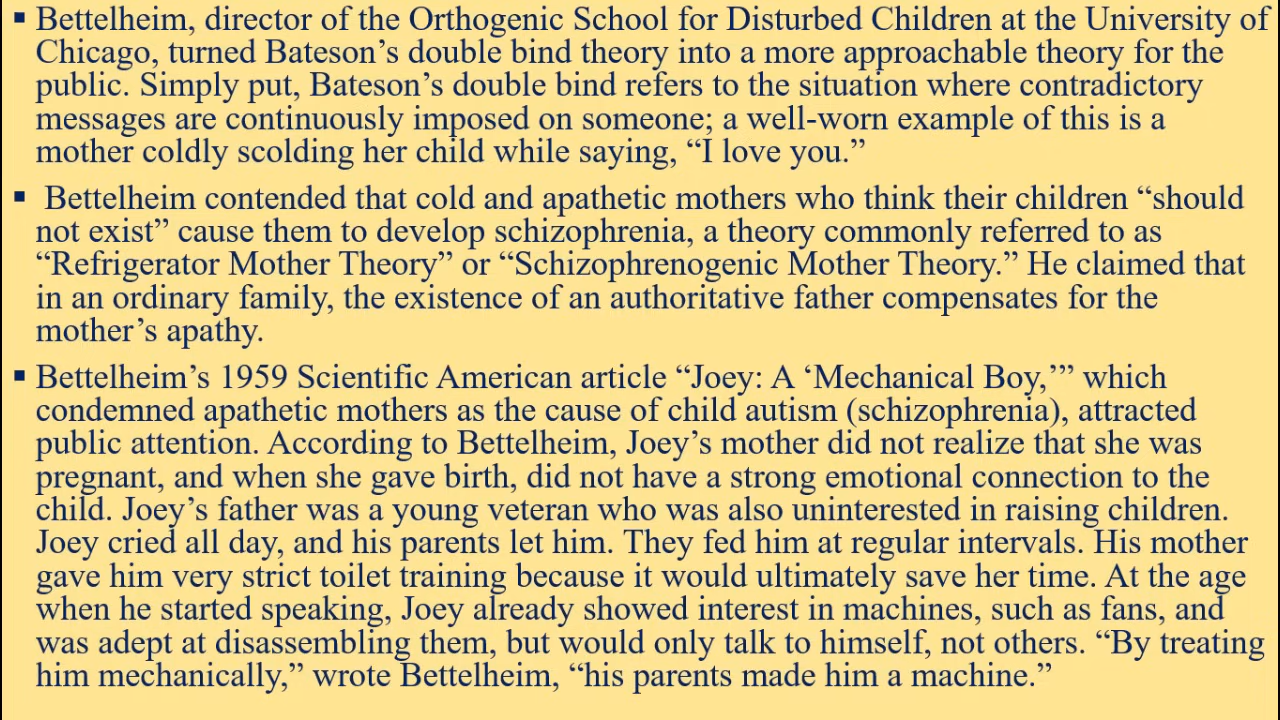 ▪ Bettelheim, director of the Orthogenic School for Disturbed Children at the University of
Chicago, turned Bateson’s double bind theory into a more approachable theory for the
public. Simply put, Bateson’s double bind refers to the situation where contradictory
messages are continuously imposed on someone; a well-worn example of this is a
mother coldly scolding her child while saying, “I love you.”
▪ Bettelheim contended that cold and apathetic mothers who think their children “should
not exist” cause them to develop schizophrenia, a theory commonly referred to as
“Refrigerator Mother Theory” or “Schizophrenogenic Mother Theory.” He claimed that
in an ordinary family, the existence of an authoritative father compensates for the
mother’s apathy.
▪ Bettelheim’s 1959 Scientific American article “Joey: A ‘Mechanical Boy,’” which
condemned apathetic mothers as the cause of child autism (schizophrenia), attracted
public attention. According to Bettelheim, Joey’s mother did not realize that she was
pregnant, and when she gave birth, did not have a strong emotional connection to the
child. Joey’s father was a young veteran who was also uninterested in raising children.
Joey cried all day, and his parents let him. They fed him at regular intervals. His mother
gave him very strict toilet training because it would ultimately save her time. At the age
when he started speaking, Joey already showed interest in machines, such as fans, and
was adept at disassembling them, but would only talk to himself, not others. “By treating
him mechanically,” wrote Bettelheim, “his parents made him a machine.”